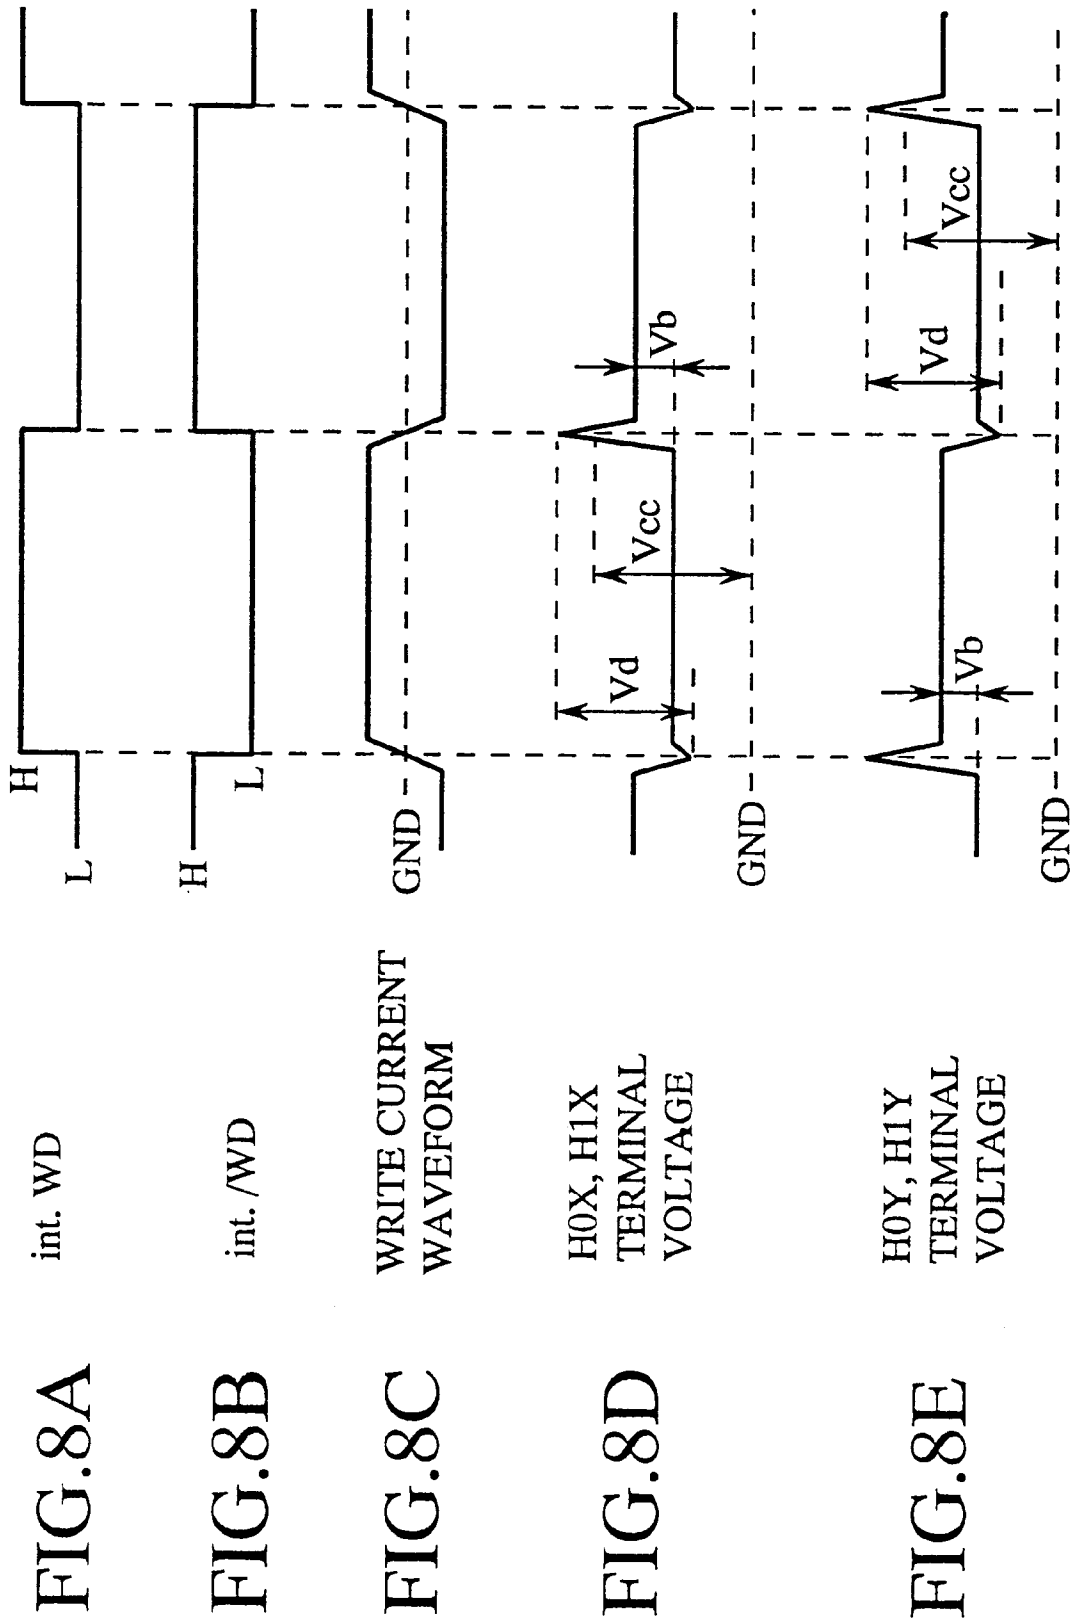 FIG.8A
int. WD
L
H
FIG.8B
int. /WD
H
L
FIG.8C
WRITE CURRENT
WAVEFORM
GND
FIG.8D
H0X, H1X
TERMINAL
VOLTAGE
GND
Vd
Vcc
Vb
FIG.8E
H0Y, H1Y
TERMINAL
VOLTAGE
GND
Vb
Vd
Vcc